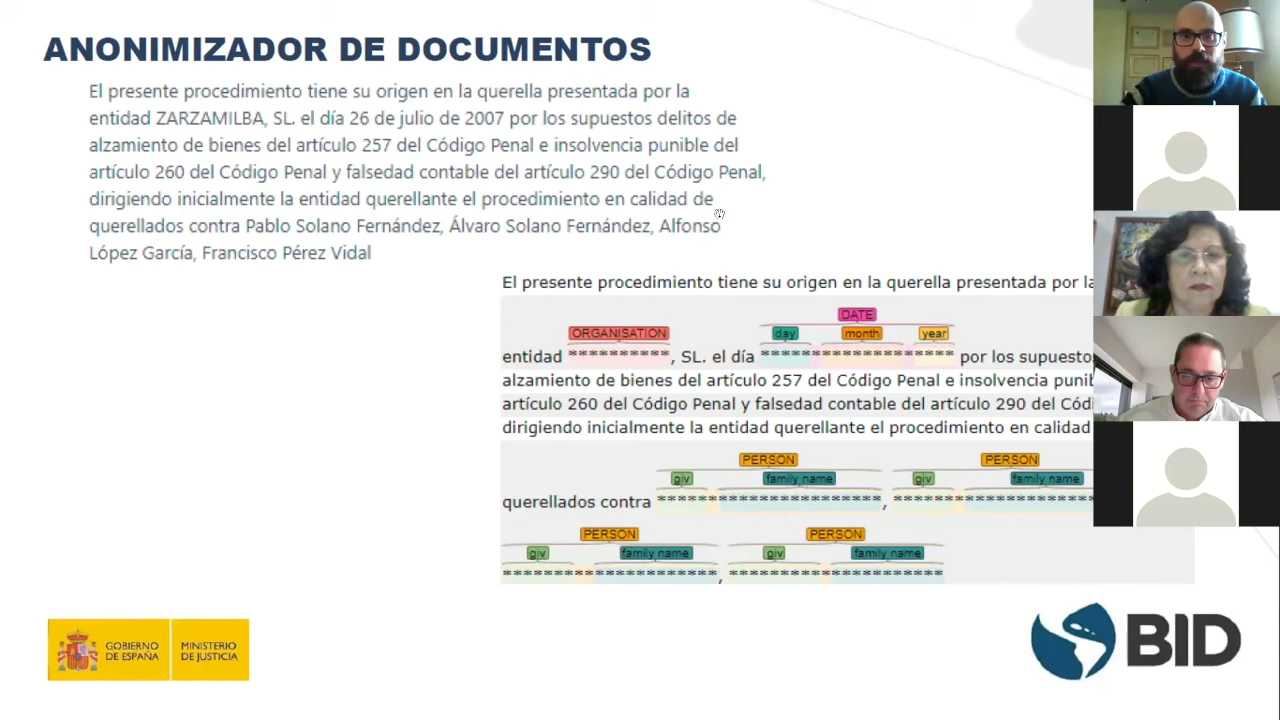 ANONIMIZADOR DE DOCUMENTOS
El presente procedimiento tiene su origen en la querella presentada por la
entidad ZARZAMILBA, SL. el día 26 de julio de 2007 por los supuestos delitos de
alzamiento de bienes del artículo 257 del Código Penal e insolvencia punible del
artículo 260 del Código Penal y falsedad contable del artículo 290 del Código Penal,
dirigiendo inicialmente la entidad querellante el procedimiento en calidad de
querellados contra Pablo Solano Fernández, Álvaro Solano Fernández, Alfonso
López García, Francisco Pérez Vidal
El presente procedimiento tiene su origen en la querella presentada por la
DATE
ORGANISATION day month year
entidad **********, SL. el día ******************* por los supuestos
alzamiento de bienes del artículo 257 del Código Penal e insolvencia
artículo 260 del Código Penal y falsedad contable del artículo 290 del
dirigiendo inicialmente la entidad querellante el procedimiento en calidad
PERSON PERSON
giv family name giv family name
querellados contra **********************, ********************
PERSON PERSON
giv family name giv family name
*********************, *********************
GOBIERNO MINISTERIO
DE ESPAÑA DE JUSTICIA
BID